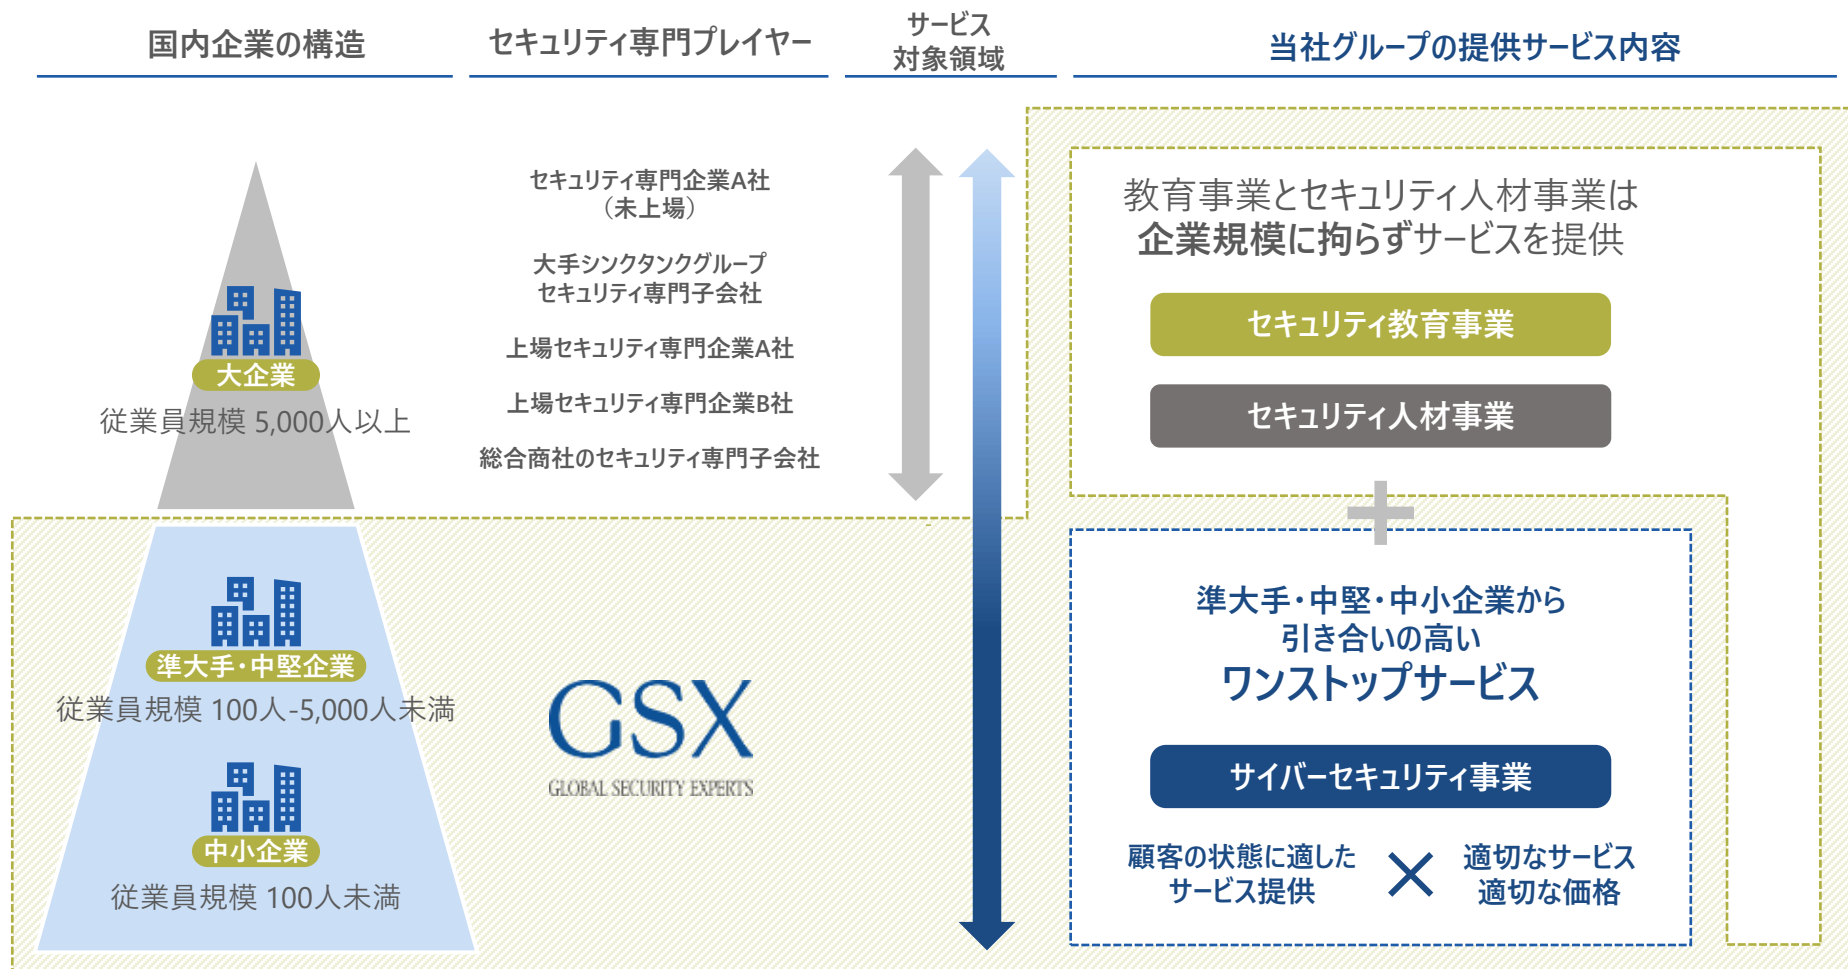 国内企業の構造
セキュリティ専門プレイヤー
サービス
対象領域
当社グループの提供サービス内容
大企業
従業員規模 5,000人以上
準大手・中堅企業
従業員規模 100人-5,000人未満
中小企業
従業員規模 100人未満
セキュリティ専門企業A社
（未上場）
大手シンクタンクグループ
セキュリティ専門子会社
上場セキュリティ専門企業A社
上場セキュリティ専門企業B社
総合商社のセキュリティ専門子会社
GSX
GLOBAL SECURITY EXPERTS
教育事業とセキュリティ人材事業は
企業規模に拘らずサービスを提供
セキュリティ教育事業
セキュリティ人材事業
準大手・中堅・中小企業から
引き合いの高い
ワンストップサービス
サイバーセキュリティ事業
顧客の状態に適した
サービス提供
適切なサービス
適切な価格